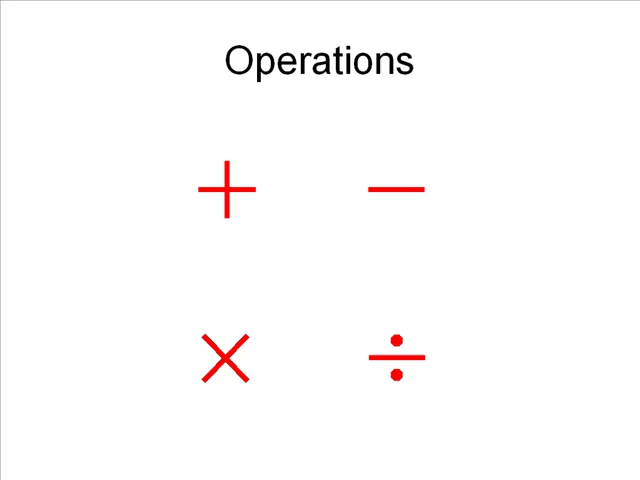 Operations
+ −
× ÷